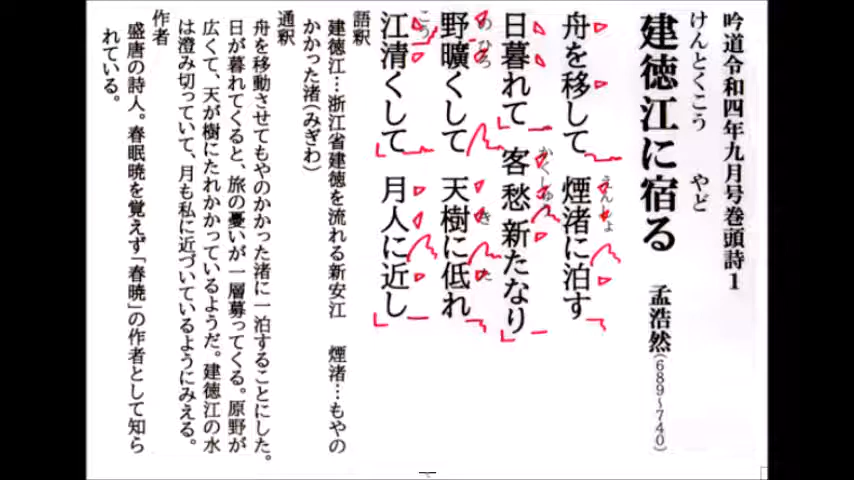 吟道令和四年九月号巻頭詩1
けんとくこう やど
建徳江に宿る 孟浩然(689~740)
えんしょ
舟を移して 煙渚に泊す
かくしゅう
日暮れて 客愁新たなり
の ひろ き た
野曠くして 天樹に低れ
こう
江清くして 月人に近し
語釈
建徳江…浙江省建徳を流れる新安江 煙渚…もやの
かかった渚(みぎわ)
通釈
舟を移動させてもやのかかった渚に一泊することにした。
日が暮れてくると、旅の憂いが一層募ってくる。原野が
広くて、天が樹にたれかかっているようだ。建徳江の水
は澄み切っていて、月も私に近づいているようにみえる。
作者
盛唐の詩人。春眠暁を覚えず「春暁」の作者として知ら
れている。